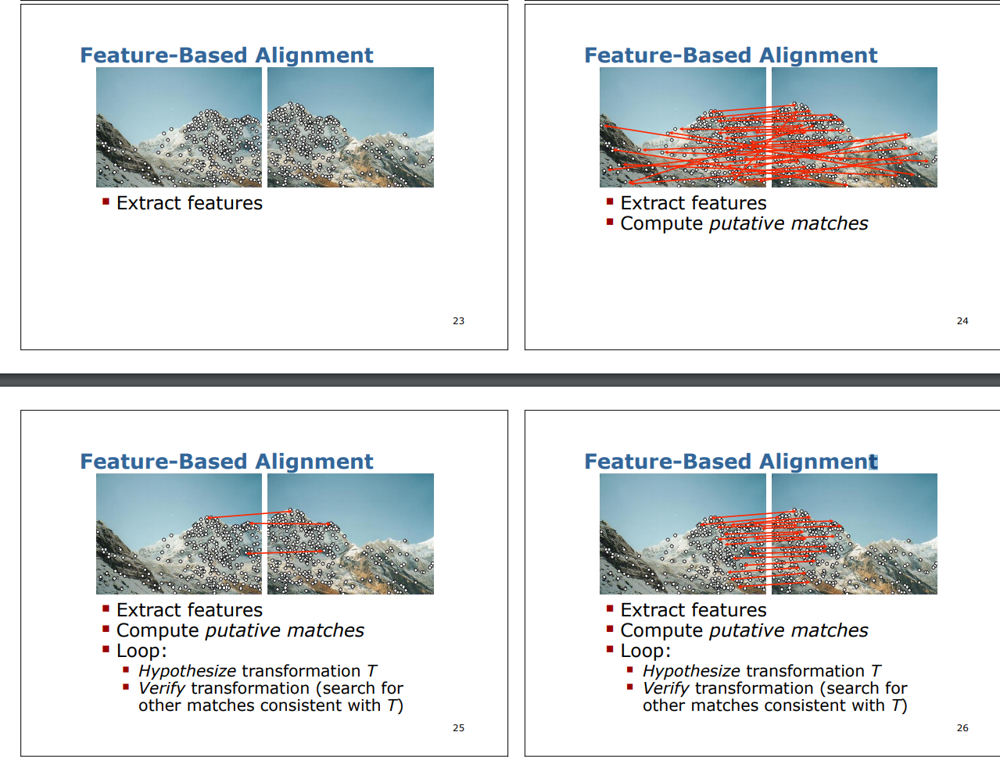 Feature-Based Alignment
▪ Extract features
23
Feature-Based Alignment
▪ Extract features
▪ Compute putative matches
24
Feature-Based Alignment
▪ Extract features
▪ Compute putative matches
▪ Loop:
▪ Hypothesize transformation T
▪ Verify transformation (search for
other matches consistent with T)
25
Feature-Based Alignment
▪ Extract features
▪ Compute putative matches
▪ Loop:
▪ Hypothesize transformation T
▪ Verify transformation (search for
other matches consistent with T)
26